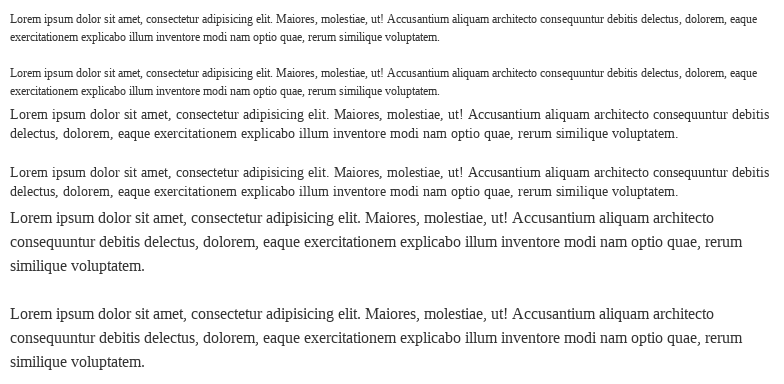 Lorem ipsum dolor sit amet, consectetur adipisicing elit. Maiores, molestiae, ut! Accusantium aliquam architecto consequuntur debitis delectus, dolorem, eaque
exercitationem explicabo illum inventore modi nam optio quae, rerum similique voluptatem.
Lorem ipsum dolor sit amet, consectetur adipisicing elit. Maiores, molestiae, ut! Accusantium aliquam architecto consequuntur debitis delectus, dolorem, eaque
exercitationem explicabo illum inventore modi nam optio quae, rerum similique voluptatem.
Lorem ipsum dolor sit amet, consectetur adipisicing elit. Maiores, molestiae, ut! Accusantium aliquam architecto consequuntur debitis
delectus, dolorem, eaque exercitationem explicabo illum inventore modi nam optio quae, rerum similique voluptatem.
Lorem ipsum dolor sit amet, consectetur adipisicing elit. Maiores, molestiae, ut! Accusantium aliquam architecto consequuntur debitis
delectus, dolorem, eaque exercitationem explicabo illum inventore modi nam optio quae, rerum similique voluptatem.
Lorem ipsum dolor sit amet, consectetur adipisicing elit. Maiores, molestiae, ut! Accusantium aliquam architecto
consequuntur debitis delectus, dolorem, eaque exercitationem explicabo illum inventore modi nam optio quae, rerum
similique voluptatem.
Lorem ipsum dolor sit amet, consectetur adipisicing elit. Maiores, molestiae, ut! Accusantium aliquam architecto
consequuntur debitis delectus, dolorem, eaque exercitationem explicabo illum inventore modi nam optio quae, rerum
similique voluptatem.